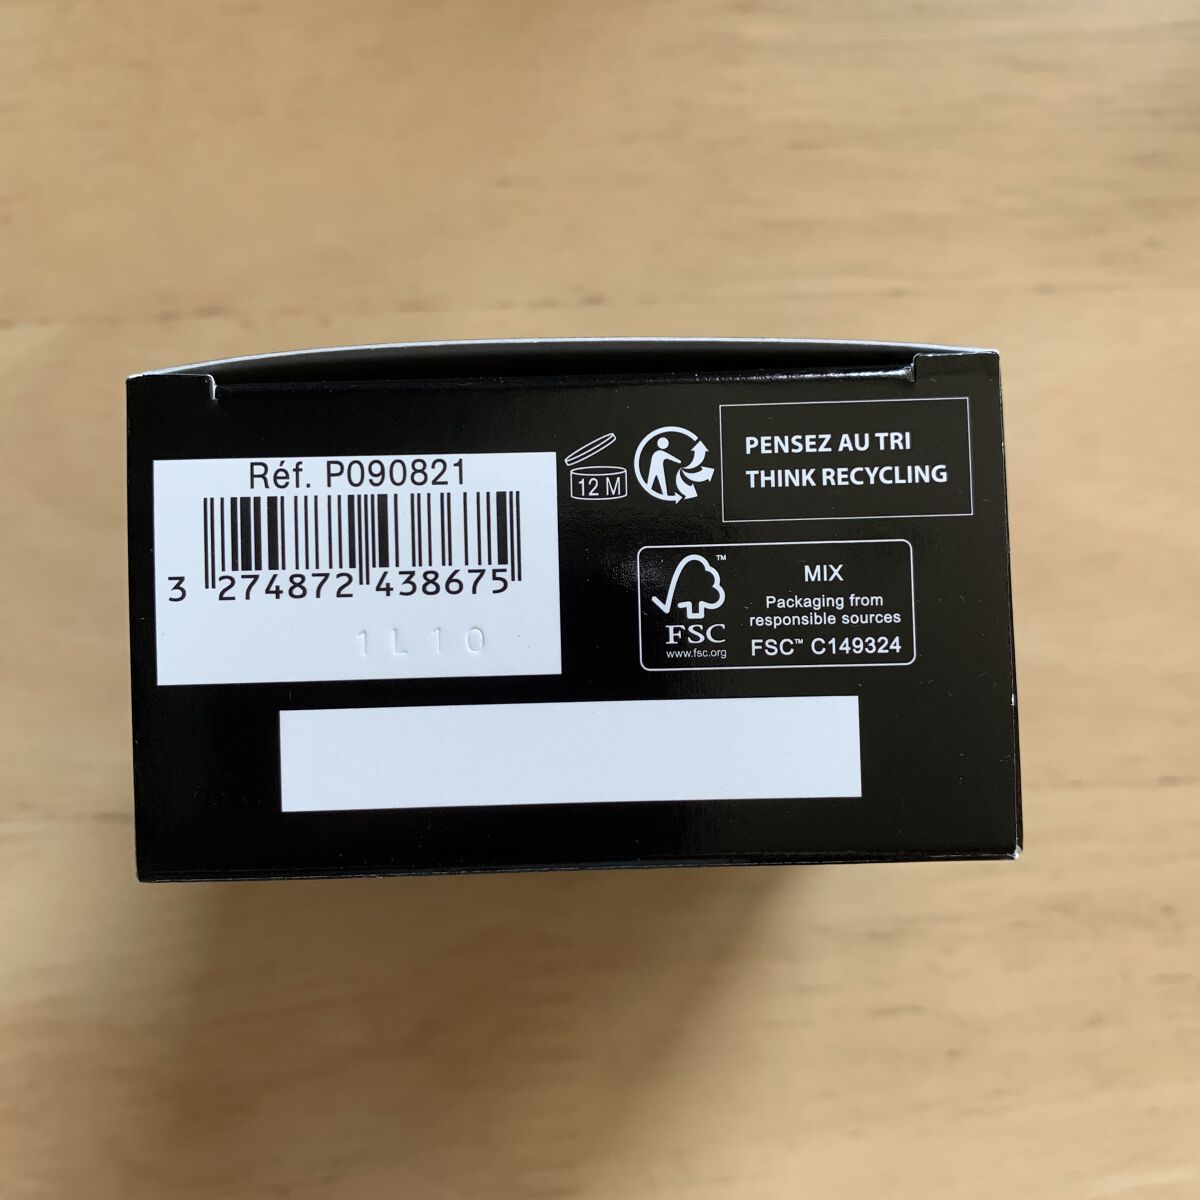 Réf. P090821
3 274872 438675
1L10
12 M
PENSEZ AU TRI
THINK RECYCLING
™
FSC
www.fsc.org
MIX
Packaging from
responsible sources
FSC™ C149324